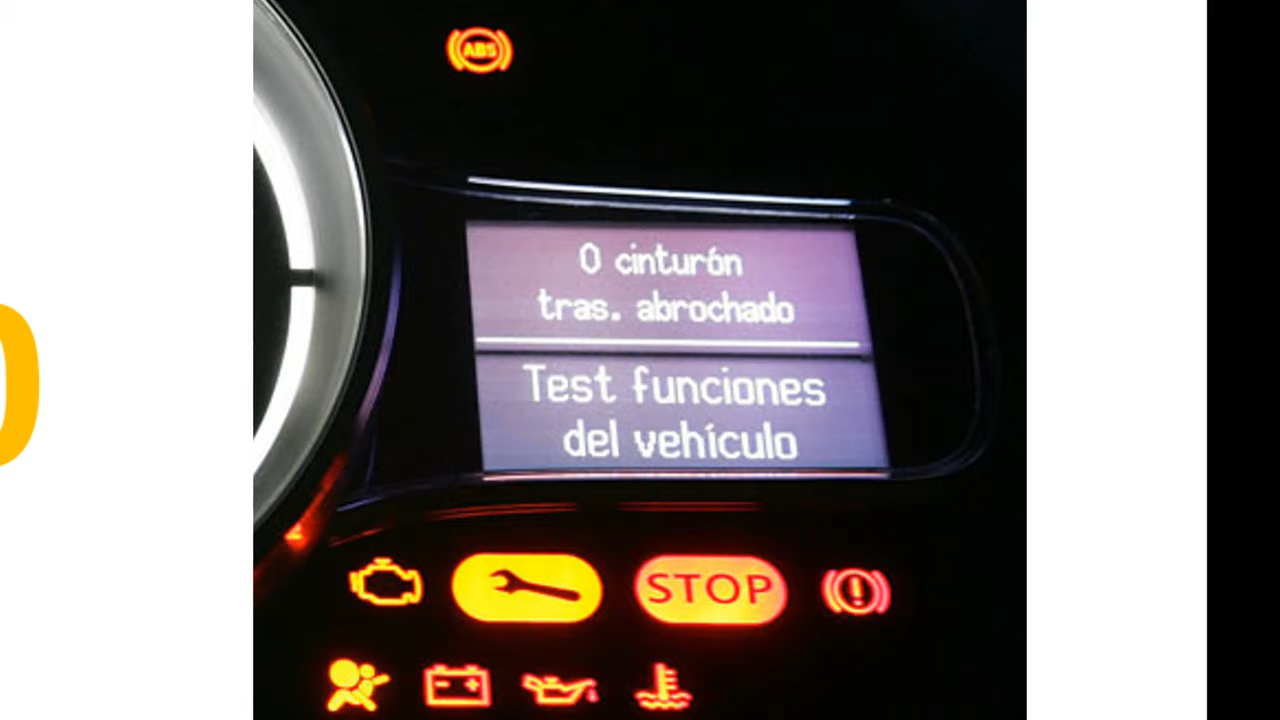 ABS
0 cinturón
tras. abrochado
Test funciones
del vehículo
STOP